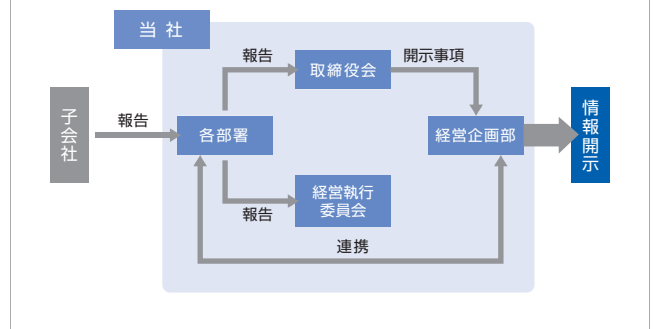 当社
報告
取締役会
開示事項
子会社
報告
各部署
経営企画部
情報開示
報告
経営執行
委員会
連携